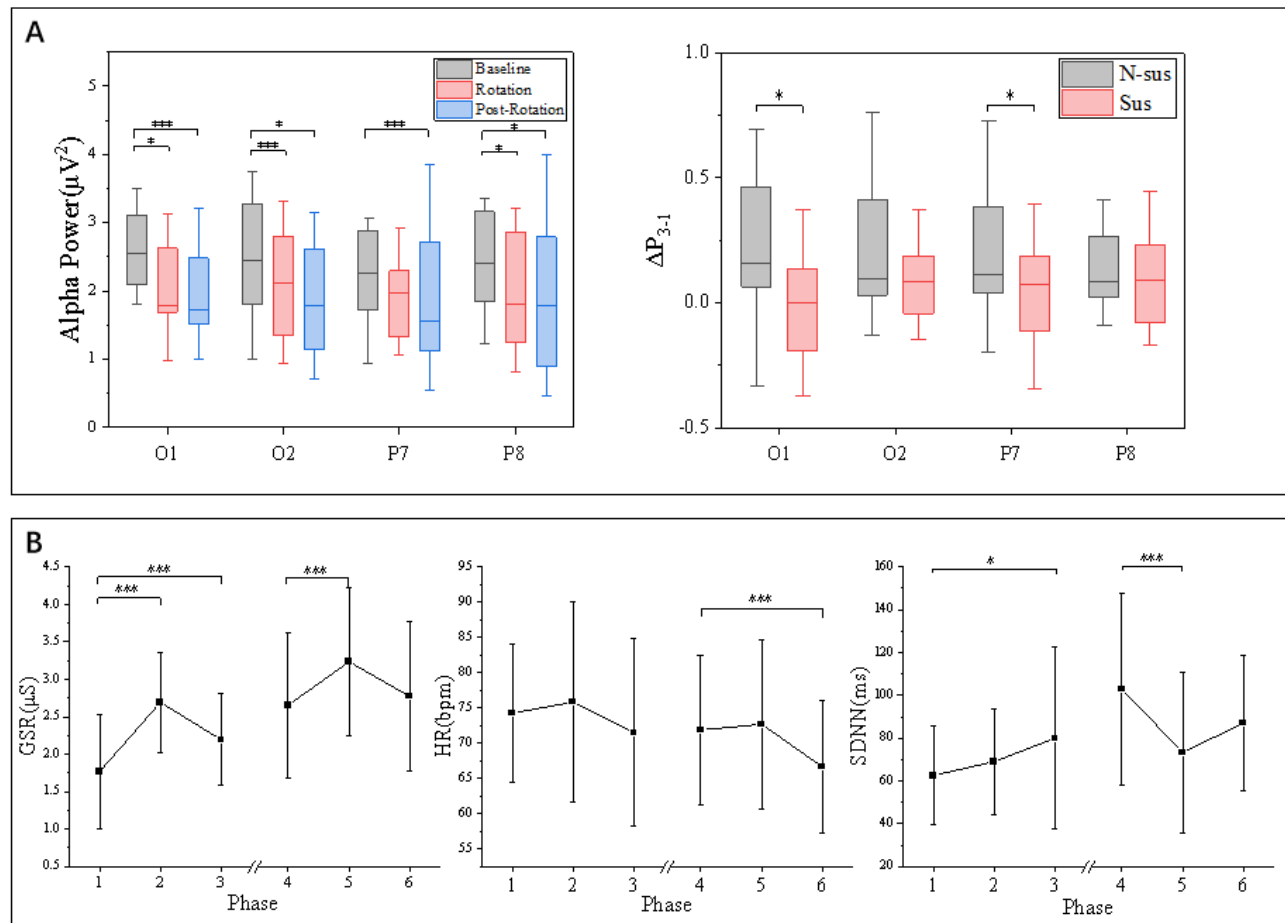 A
Alpha Power(μV²)
5
4
3
2
1
0
Baseline
Rotation
Post-Rotation
***
*
*
***
***
*
*
O1 O2 P7 P8
ΔP3-1
1.0
0.5
0.0
-0.5
N-sus
Sus
*
*
O1 O2 P7 P8
B
GSR(μS)
4.5
4.0
3.5
3.0
2.5
2.0
1.5
1.0
0.5
***
***
***
1 2 3 // 4 5 6
Phase
HR(bpm)
95
90
85
80
75
70
65
60
55
***
1 2 3 // 4 5 6
Phase
SDNN(ms)
160
140
120
100
80
60
40
20
*
***
1 2 3 // 4 5 6
Phase